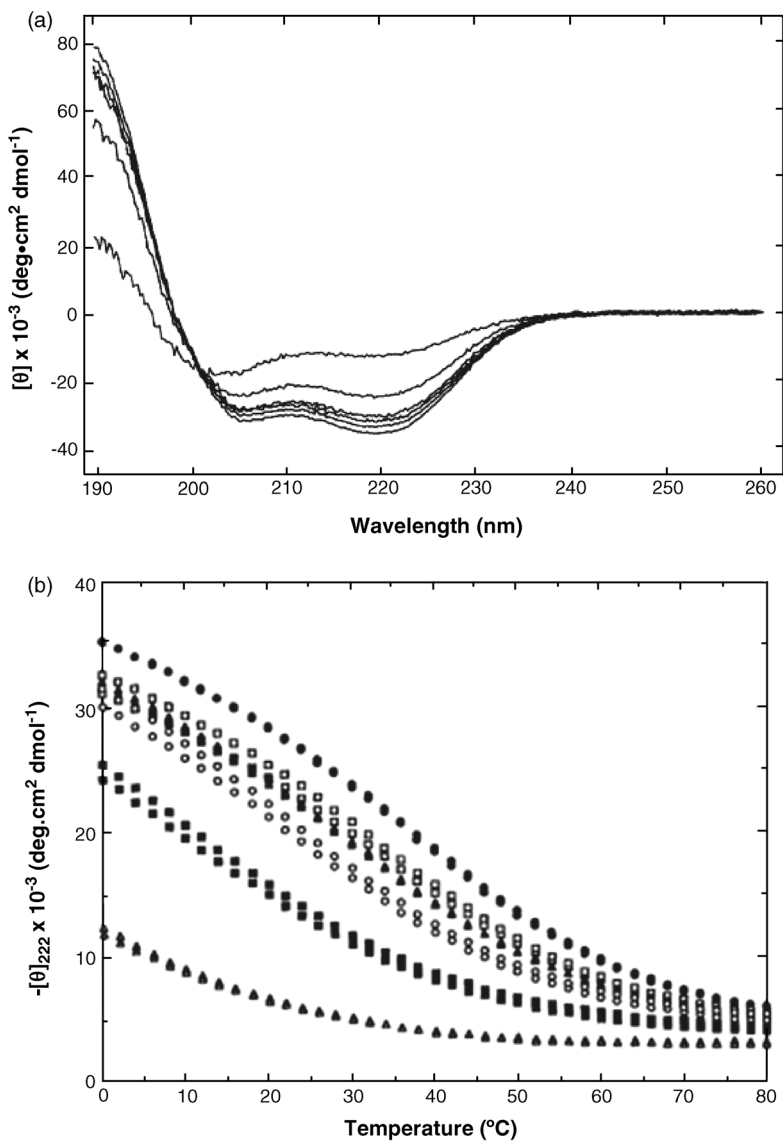 (a)
80
60
40
20
0
-20
-40
[θ] x 10-3 (deg•cm2 dmol-1)
190 200 210 220 230 240 250 260
Wavelength (nm)
(b)
40
30
20
10
0
-[θ]222 x 10-3 (deg.cm2 dmol-1)
0 10 20 30 40 50 60 70 80
Temperature (ºC)